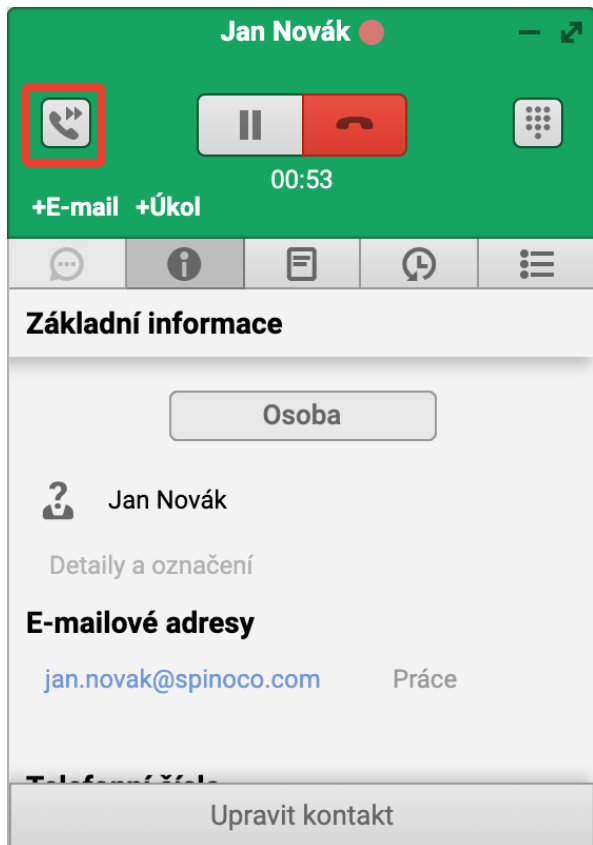 Jan Novák
00:53
+E-mail +Úkol
Základní informace
Osoba
Jan Novák
Detaily a označení
E-mailové adresy
jan.novak@spinoco.com Práce
Upravit kontakt